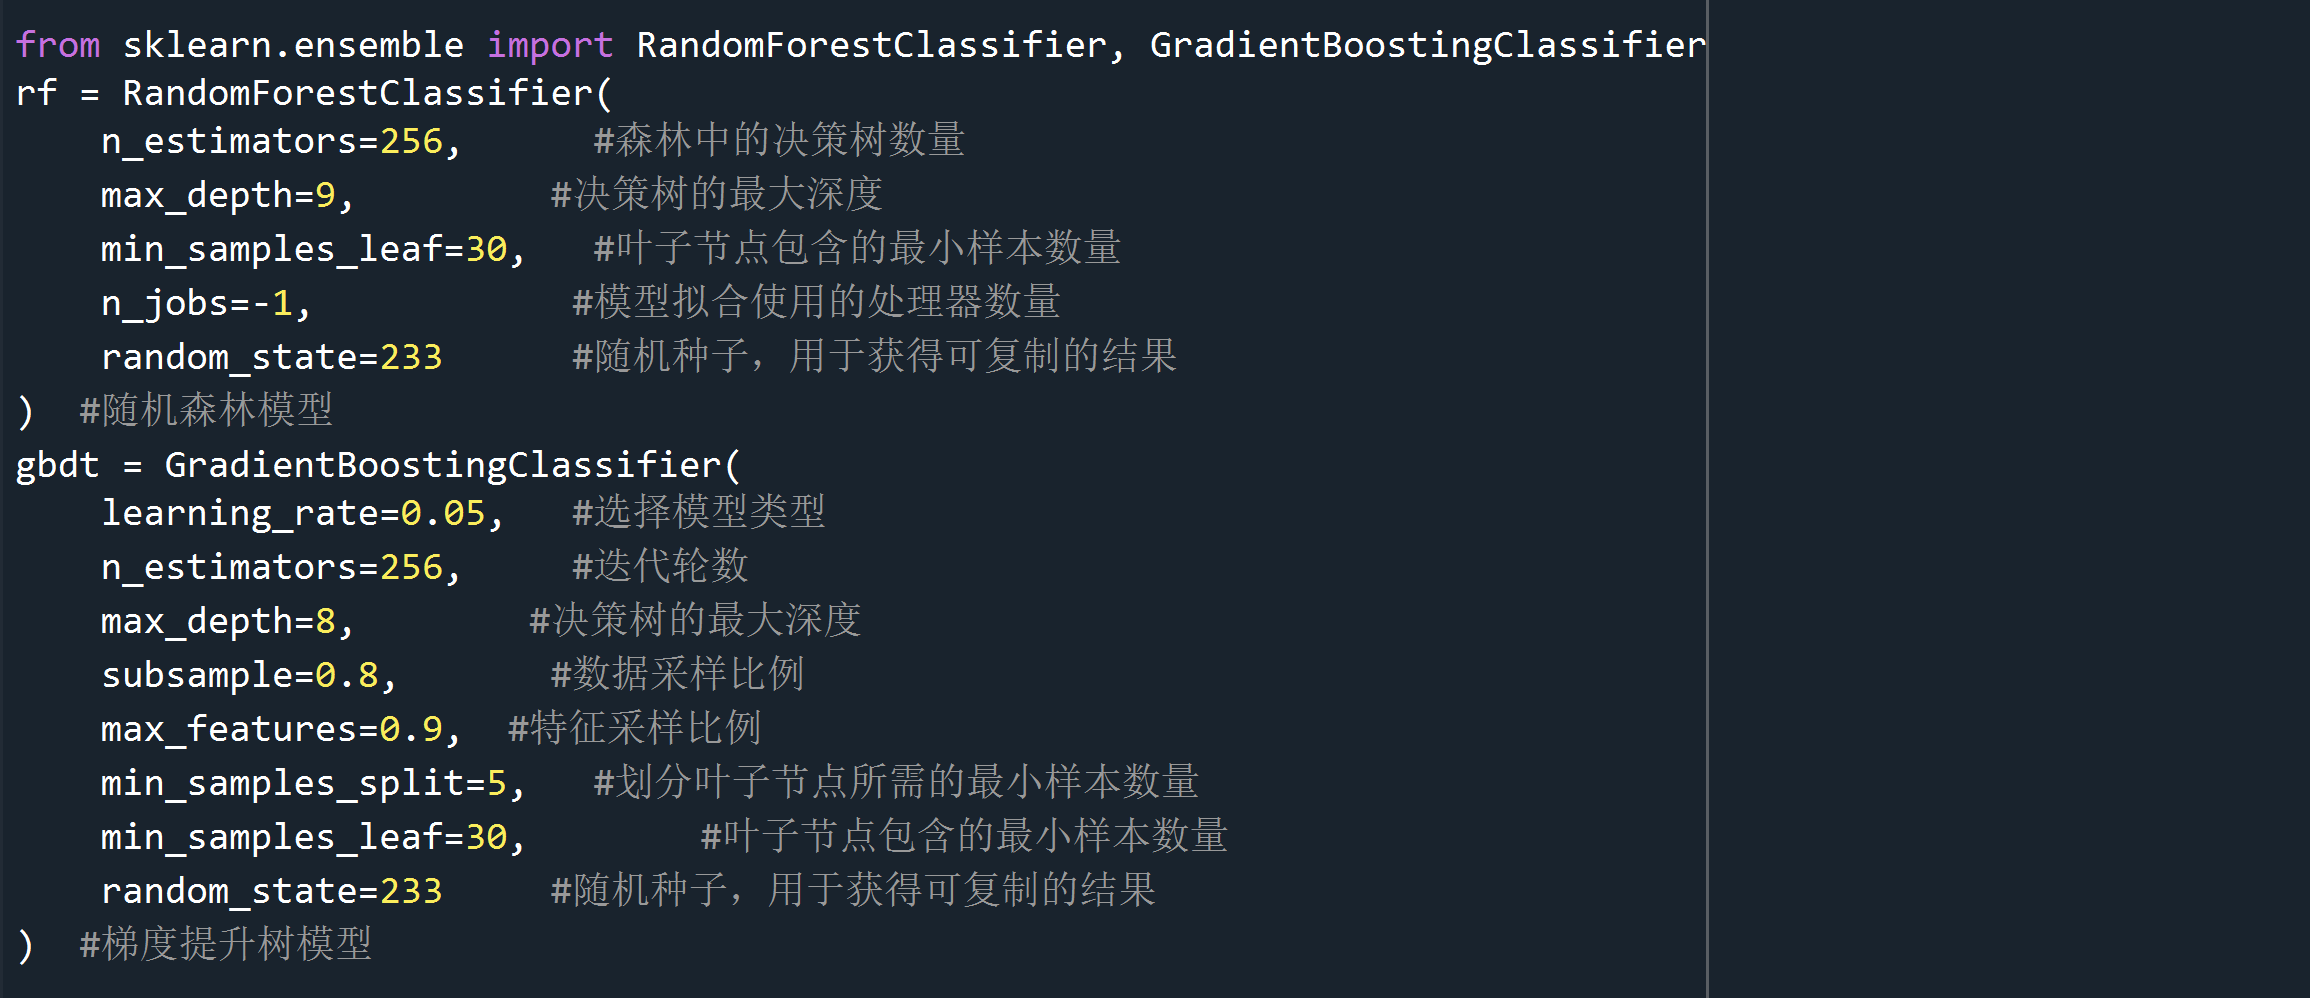 from sklearn.ensemble import RandomForestClassifier, GradientBoostingClassifier
rf = RandomForestClassifier(
    n_estimators=256,      #森林中的决策树数量
    max_depth=9,         #决策树的最大深度
    min_samples_leaf=30,   #叶子节点包含的最小样本数量
    n_jobs=-1,            #模型拟合使用的处理器数量
    random_state=233      #随机种子，用于获得可复制的结果
)  #随机森林模型
gbdt = GradientBoostingClassifier(
    learning_rate=0.05,   #选择模型类型
    n_estimators=256,     #迭代轮数
    max_depth=8,        #决策树的最大深度
    subsample=0.8,       #数据采样比例
    max_features=0.9,  #特征采样比例
    min_samples_split=5,   #划分叶子节点所需的最小样本数量
    min_samples_leaf=30,        #叶子节点包含的最小样本数量
    random_state=233     #随机种子，用于获得可复制的结果
)  #梯度提升树模型